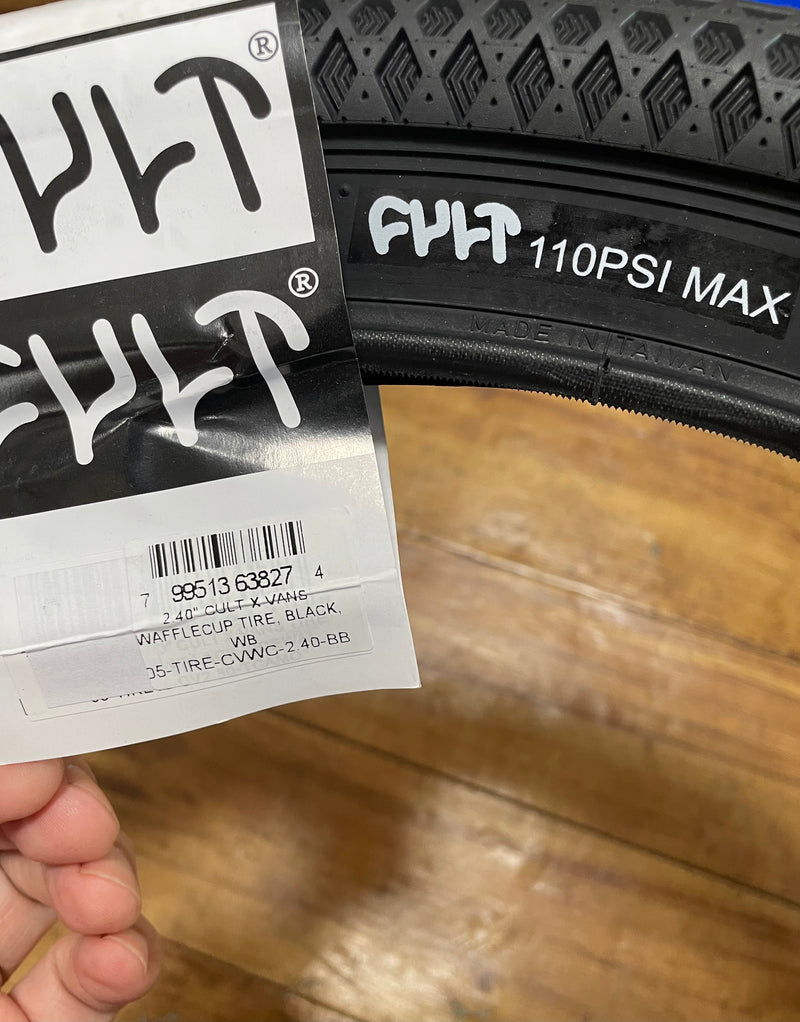 CULT ®
CULT ®
CULT 110PSI MAX
MADE IN TAIWAN
7 99513 63827 4
2.40" CULT X VANS
WAFFLECUP TIRE, BLACK,
WB
05-TIRE-CVWC-2.40-BB